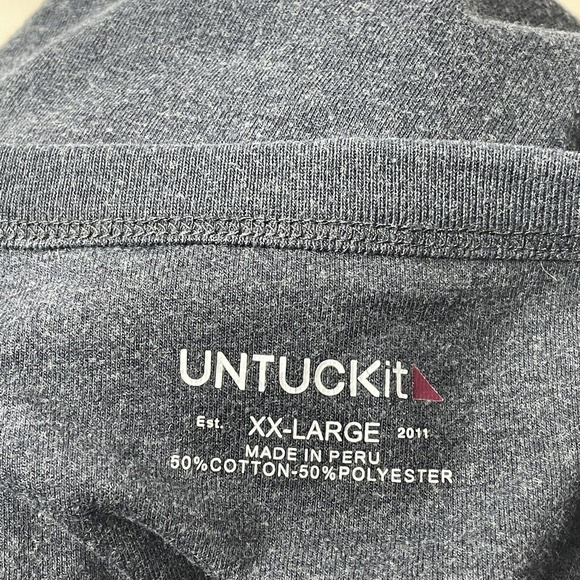 UNTUCKit
Est. XX-LARGE 2011
MADE IN PERU
50%COTTON-50%POLYESTER